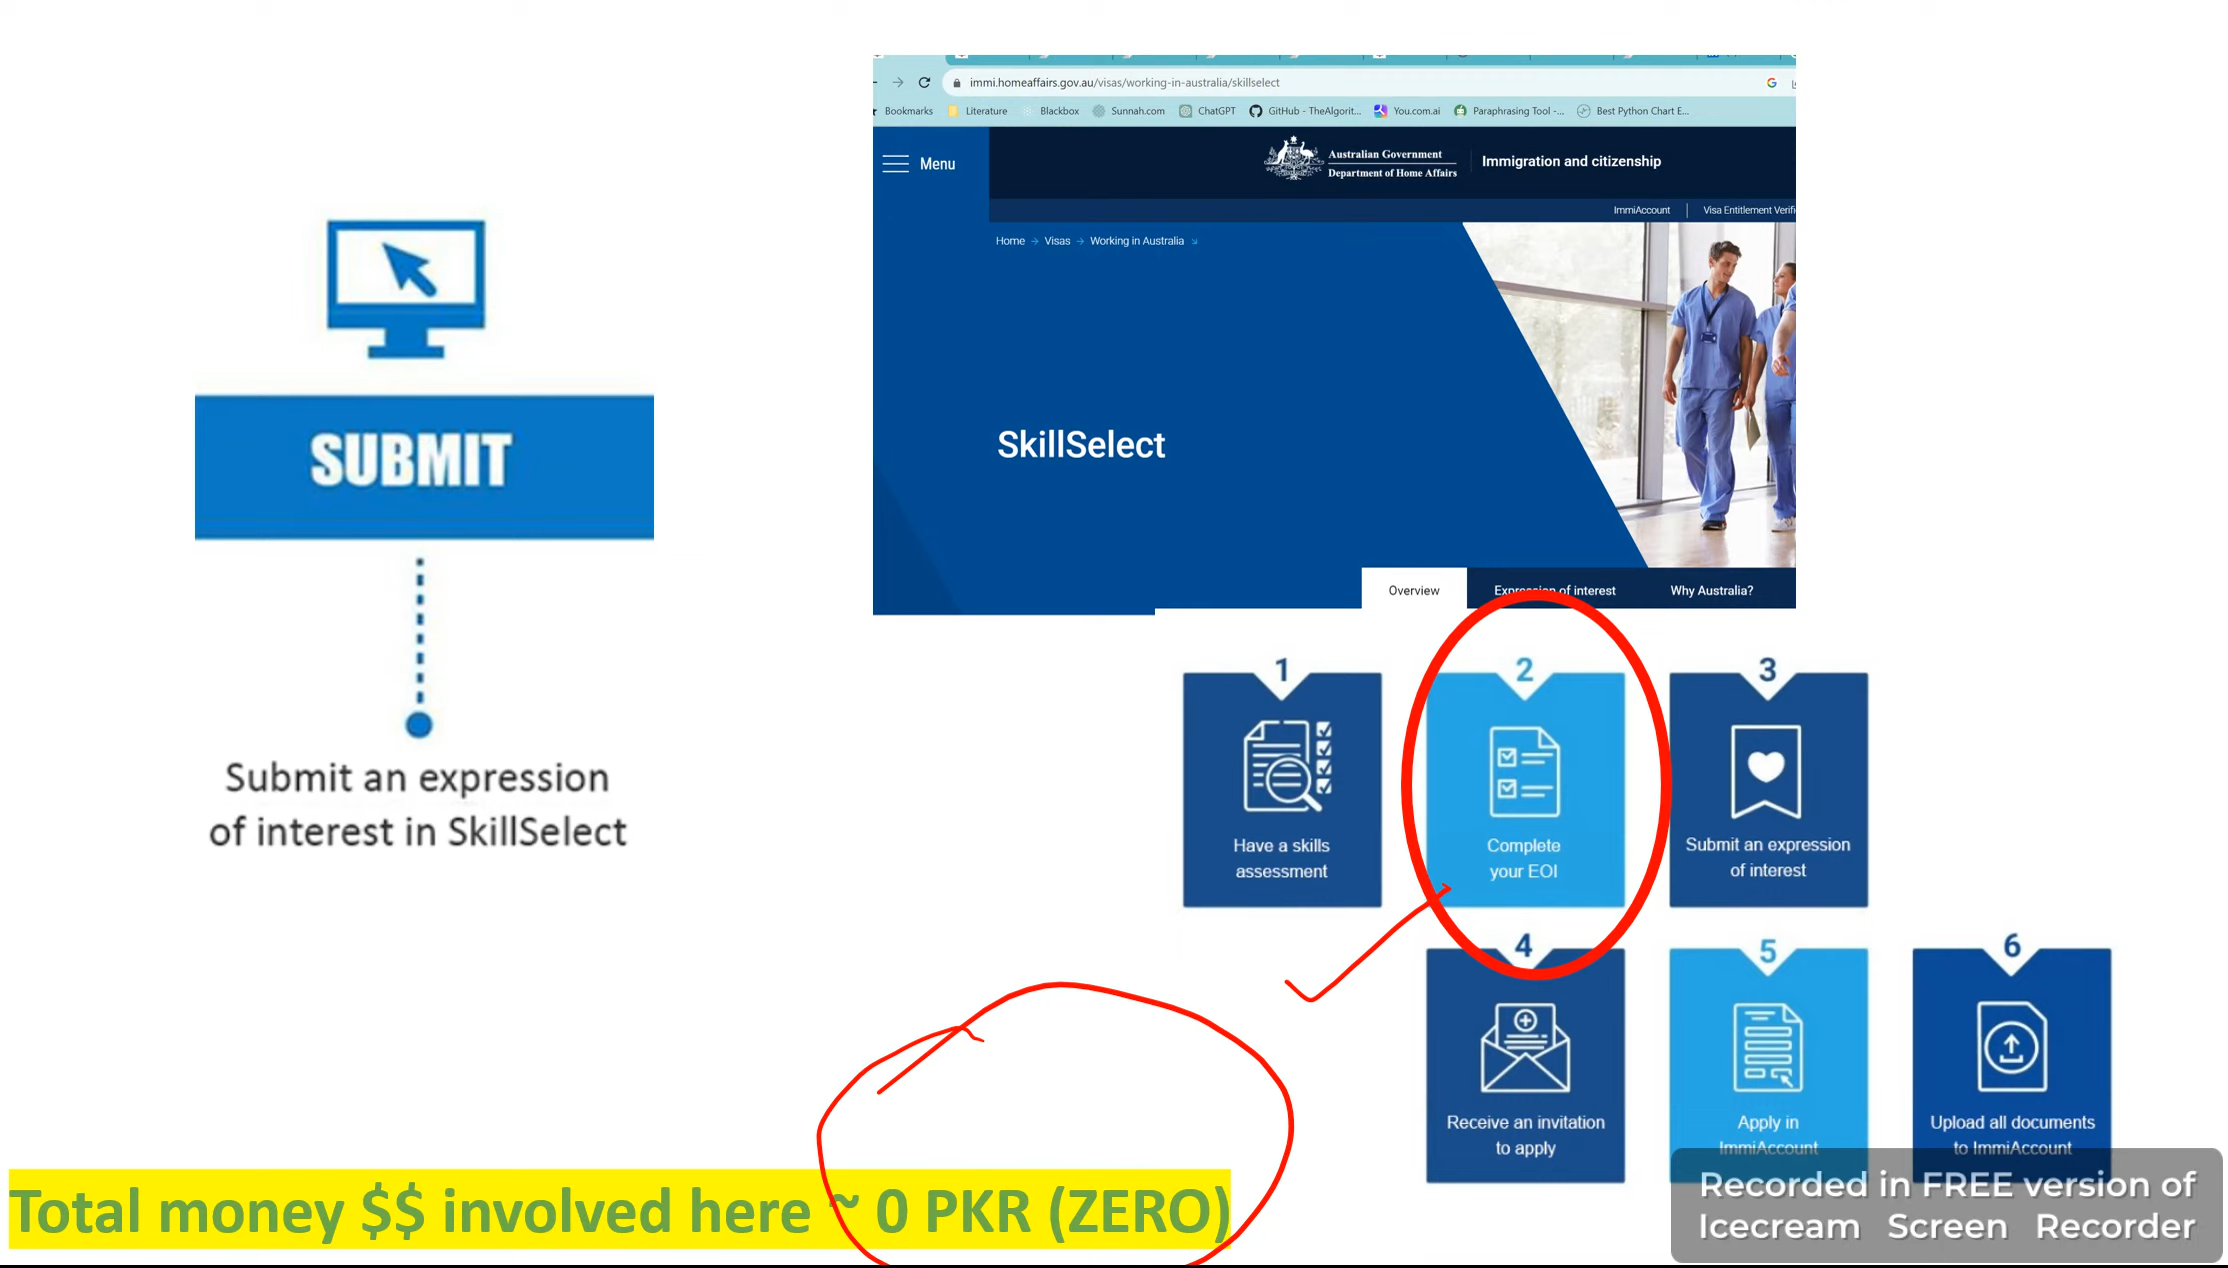 immi.homeaffairs.gov.au/visas/working-in-australia/skillselect
Bookmarks Literature Blackbox Sunnah.com ChatGPT GitHub - TheAlgorit... You.com.ai Paraphrasing Tool -... Best Python Chart E...
Menu
Australian Government
Department of Home Affairs
Immigration and citizenship
ImmiAccount Visa Entitlement Verifi
Home Visas Working in Australia
SkillSelect
Overview Expression of interest Why Australia?
SUBMIT
Submit an expression
of interest in SkillSelect
1
Have a skills
assessment
2
Complete
your EOI
3
Submit an expression
of interest
4
Receive an invitation
to apply
5
Apply in
ImmiAccount
6
Upload all documents
to ImmiAccount
Total money $$ involved here ~ 0 PKR (ZERO)
Recorded in FREE version of
Icecream Screen Recorder